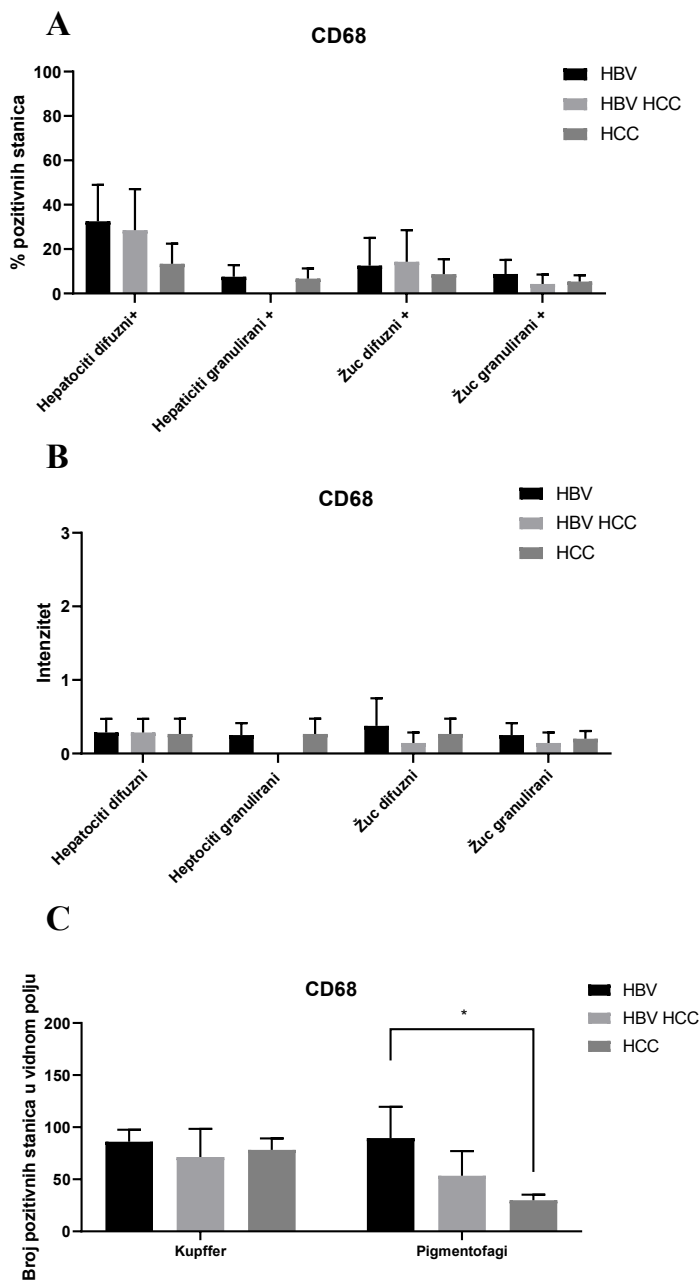 A
CD68
HBV
HBV HCC
HCC
% pozitivnih stanica
100
80
60
40
20
0
Hepatociti difuzni+
Hepaticiti granulirani +
Žuc difuzni +
Žuc granulirani +
B
CD68
HBV
HBV HCC
HCC
Intenzitet
3
2
1
0
Hepatociti difuzni
Heptociti granulirani
Žuc difuzni
Žuc granulirani
C
CD68
HBV
HBV HCC
HCC
Broj pozitivnih stanica u vidnom polju
200
150
100
50
0
*
Kupffer
Pigmentofagi